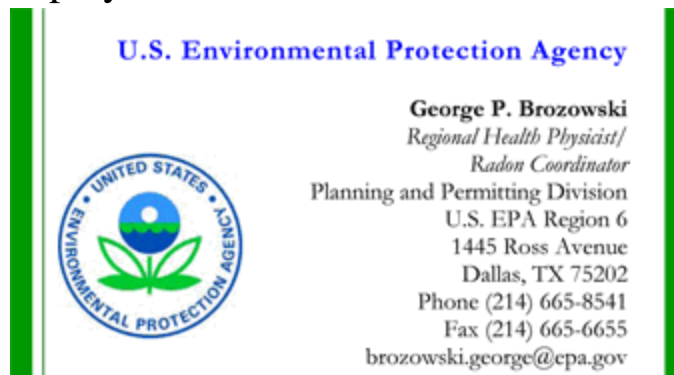 U.S. Environmental Protection Agency
George P. Brozowski
Regional Health Physicist/
Radon Coordinator
Planning and Permitting Division
U.S. EPA Region 6
1445 Ross Avenue
Dallas, TX 75202
Phone (214) 665-8541
Fax (214) 665-6655
brozowski.george@epa.gov
UNITED STATES
ENVIRONMENTAL PROTECTION AGENCY